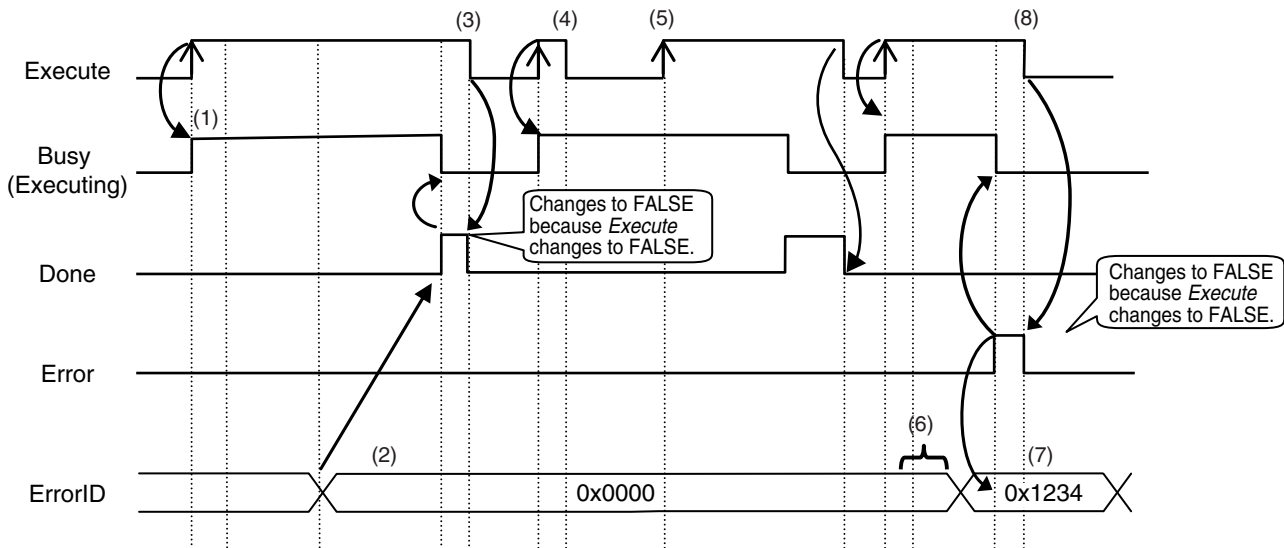 (3)
(4)
(5)
(8)
Execute
(1)
Busy
(Executing)
Changes to FALSE
because Execute
changes to FALSE.
Done
Changes to FALSE
because Execute
changes to FALSE.
Error
(6)
(2)
(7)
ErrorID
0x0000
0x1234